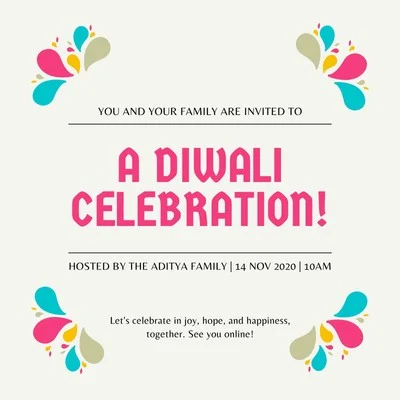 YOU AND YOUR FAMILY ARE INVITED TO
A DIWALI
CELEBRATION!
HOSTED BY THE ADITYA FAMILY | 14 NOV 2020 | 10AM
Let's celebrate in joy, hope, and happiness,
together. See you online!